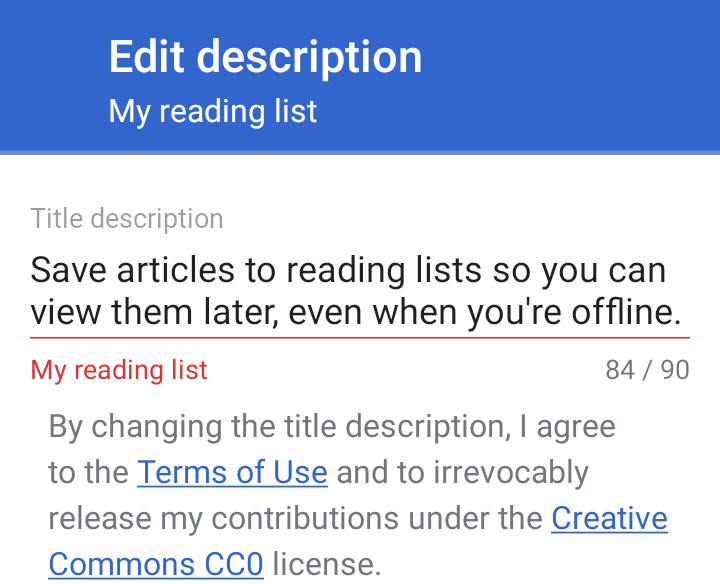 Edit description
My reading list
Title description
Save articles to reading lists so you can
view them later, even when you're offline.
My reading list 84 / 90
By changing the title description, I agree
to the Terms of Use and to irrevocably
release my contributions under the Creative
Commons CC0 license.